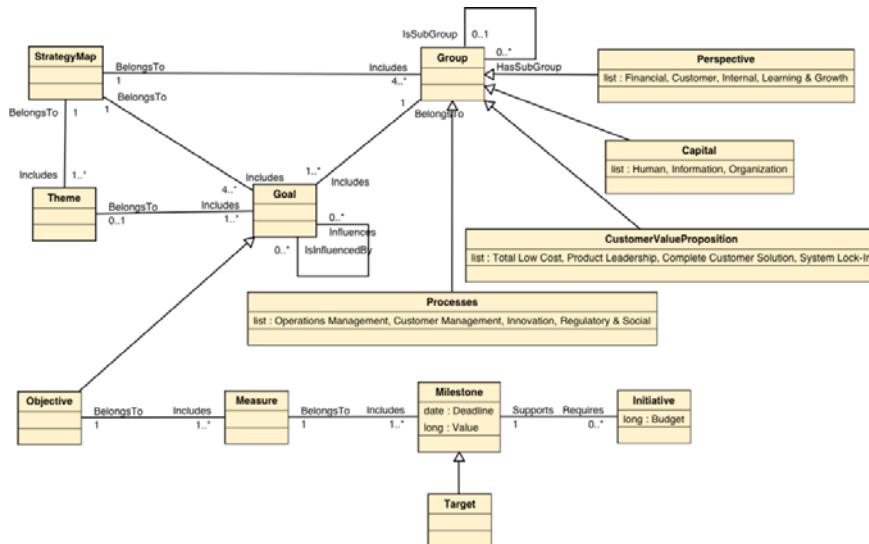 IsSubGroup
0..1
0..*
StrategyMap
BelongsTo
1
Includes
4..*
Group
HasSubGroup
Perspective
list : Financial, Customer, Internal, Learning & Growth
BelongsTo
1
BelongsTo
1
1
BelongsTo
Capital
list : Human, Information, Organization
Includes
1..*
Includes
4..*
1..*
Includes
Theme
BelongsTo
0..1
Includes
1..*
Goal
0..*
Influences
0..*
IsInfluencedBy
CustomerValueProposition
list : Total Low Cost, Product Leadership, Complete Customer Solution, System Lock-In
Processes
list : Operations Management, Customer Management, Innovation, Regulatory & Social
Objective
BelongsTo
1
Includes
1..*
Measure
BelongsTo
1
Includes
1..*
Milestone
date : Deadline
long : Value
Supports
1
Requires
0..*
Initiative
long : Budget
Target